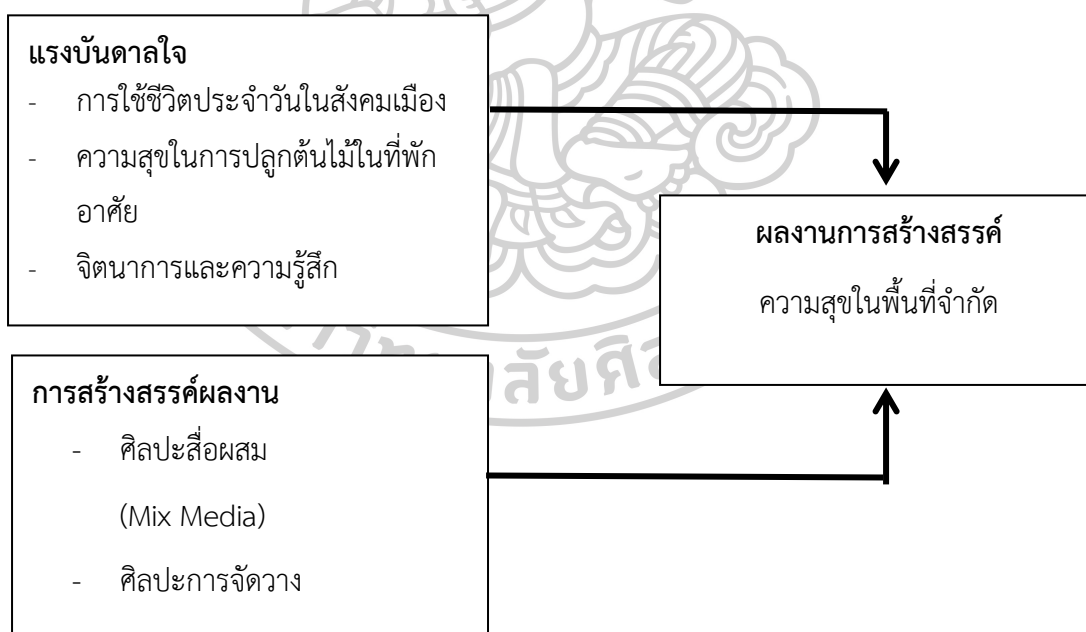 แรงบันดาลใจ
- การใช้ชีวิตประจำวันในสังคมเมือง
- ความสุขในการปลูกต้นไม้ในที่พัก
อาศัย
- จิตนาการและความรู้สึก
ผลงานการสร้างสรรค์
ความสุขในพื้นที่จำกัด
การสร้างสรรค์ผลงาน
- ศิลปะสื่อผสม
(Mix Media)
- ศิลปะการจัดวาง